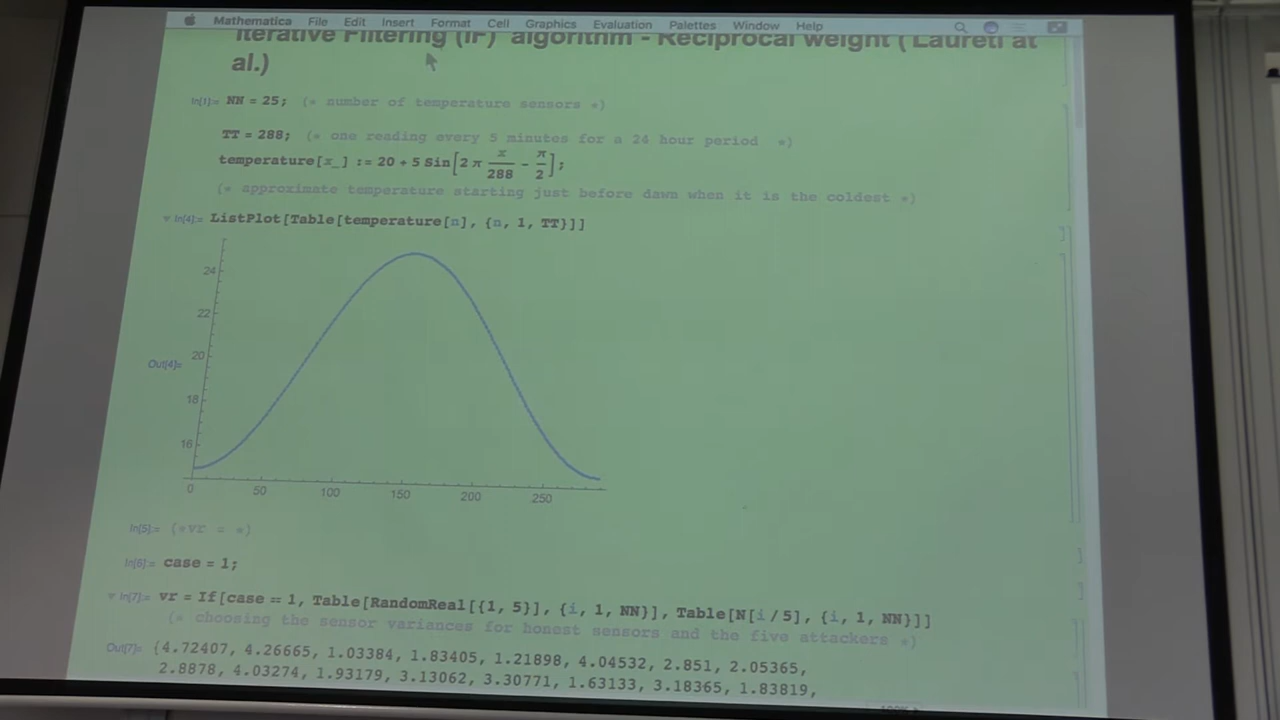 Mathematica File Edit Insert Format Cell Graphics Evaluation Palettes Window Help
Iterative Filtering (IF) algorithm - Reciprocal weight ( Laureti at
al.)
In[1]:= NN = 25; (* number of temperature sensors *)
TT = 288; (* one reading every 5 minutes for a 24 hour period *)
temperature[x_] := 20 + 5 Sin[2 π x/288 - π/2];
(* approximate temperature starting just before dawn when it is the coldest *)
In[4]:= ListPlot[Table[temperature[n], {n, 1, TT}]]
24
22
Out[4]= 20
18
16
0 50 100 150 200 250
In[5]:= (*vr = *)
In[6]:= case = 1;
In[7]:= vr = If[case == 1, Table[RandomReal[{1, 5}], {i, 1, NN}], Table[N[i/5], {i, 1, NN}]]
(* choosing the sensor variances for honest sensors and the five attackers *)
Out[7]= {4.72407, 4.26665, 1.03384, 1.83405, 1.21898, 4.04532, 2.851, 2.05365,
2.8878, 4.03274, 1.93179, 3.13062, 3.30771, 1.63133, 3.18365, 1.83819,